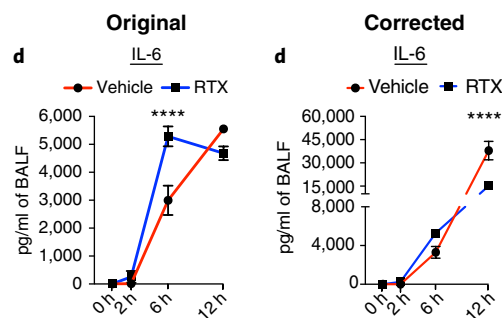 Original
d
IL-6
Vehicle RTX
pg/ml of BALF
6,000
5,000
4,000
3,000
2,000
1,000
0
****
0 h
2 h
6 h
12 h
Corrected
d
IL-6
Vehicle RTX
pg/ml of BALF
60,000
45,000
30,000
15,000
8,000
4,000
0
****
0 h
2 h
6 h
12 h